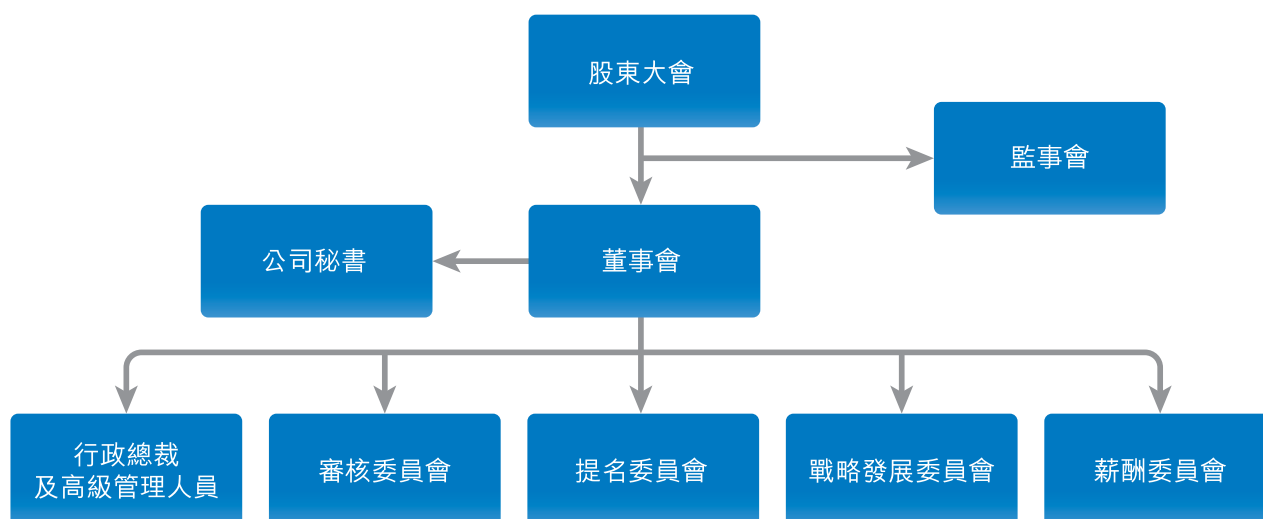 股東大會
監事會
公司秘書
董事會
行政總裁
及高級管理人員
審核委員會
提名委員會
戰略發展委員會
薪酬委員會